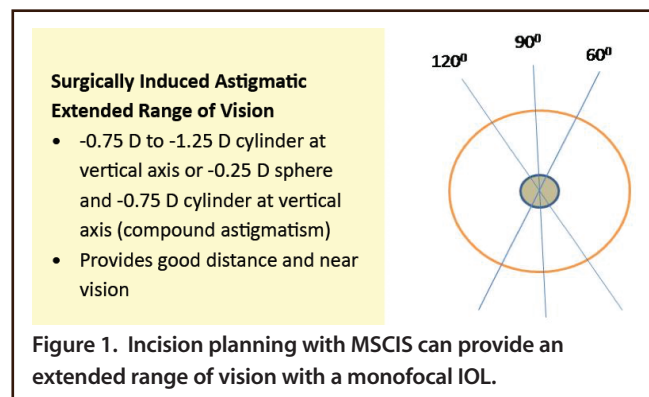 Surgically Induced Astigmatic
Extended Range of Vision
• -0.75 D to -1.25 D cylinder at
vertical axis or -0.25 D sphere
and -0.75 D cylinder at vertical
axis (compound astigmatism)
• Provides good distance and near
vision
120⁰
90⁰
60⁰
Figure 1. Incision planning with MSCIS can provide an
extended range of vision with a monofocal IOL.